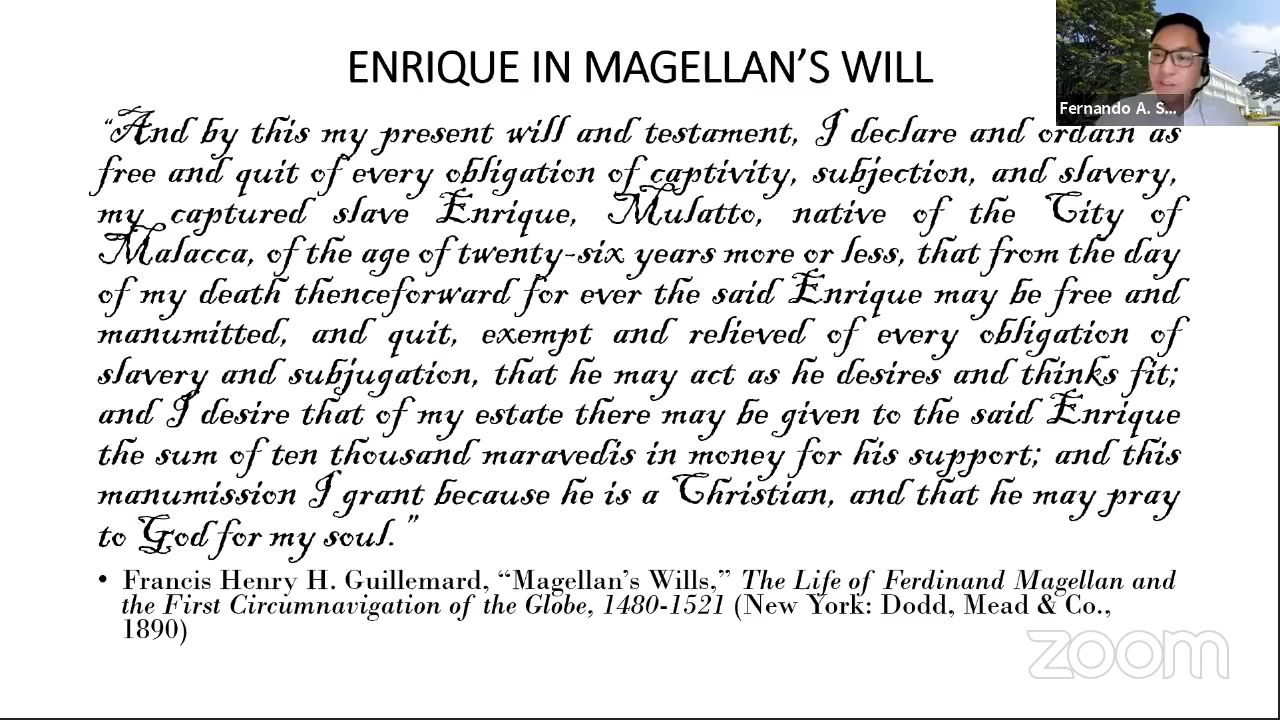 ENRIQUE IN MAGELLAN'S WILL
Fernando A. S...
“And by this my present will and testament, I declare and ordain as
free and quit of every obligation of captivity, subjection, and slavery,
my captured slave Enrique, Mulatto, native of the City of
Malacca, of the age of twenty-six years more or less, that from the day
of my death thenceforward for ever the said Enrique may be free and
manumitted, and quit, exempt and relieved of every obligation of
slavery and subjugation, that he may act as he desires and thinks fit;
and I desire that of my estate there may be given to the said Enrique
the sum of ten thousand maravedis in money for his support; and this
manumission I grant because he is a Christian, and that he may pray
to God for my soul.”
• Francis Henry H. Guillemard, “Magellan's Wills,” The Life of Ferdinand Magellan and
the First Circumnavigation of the Globe, 1480-1521 (New York: Dodd, Mead & Co.,
1890)
zoom